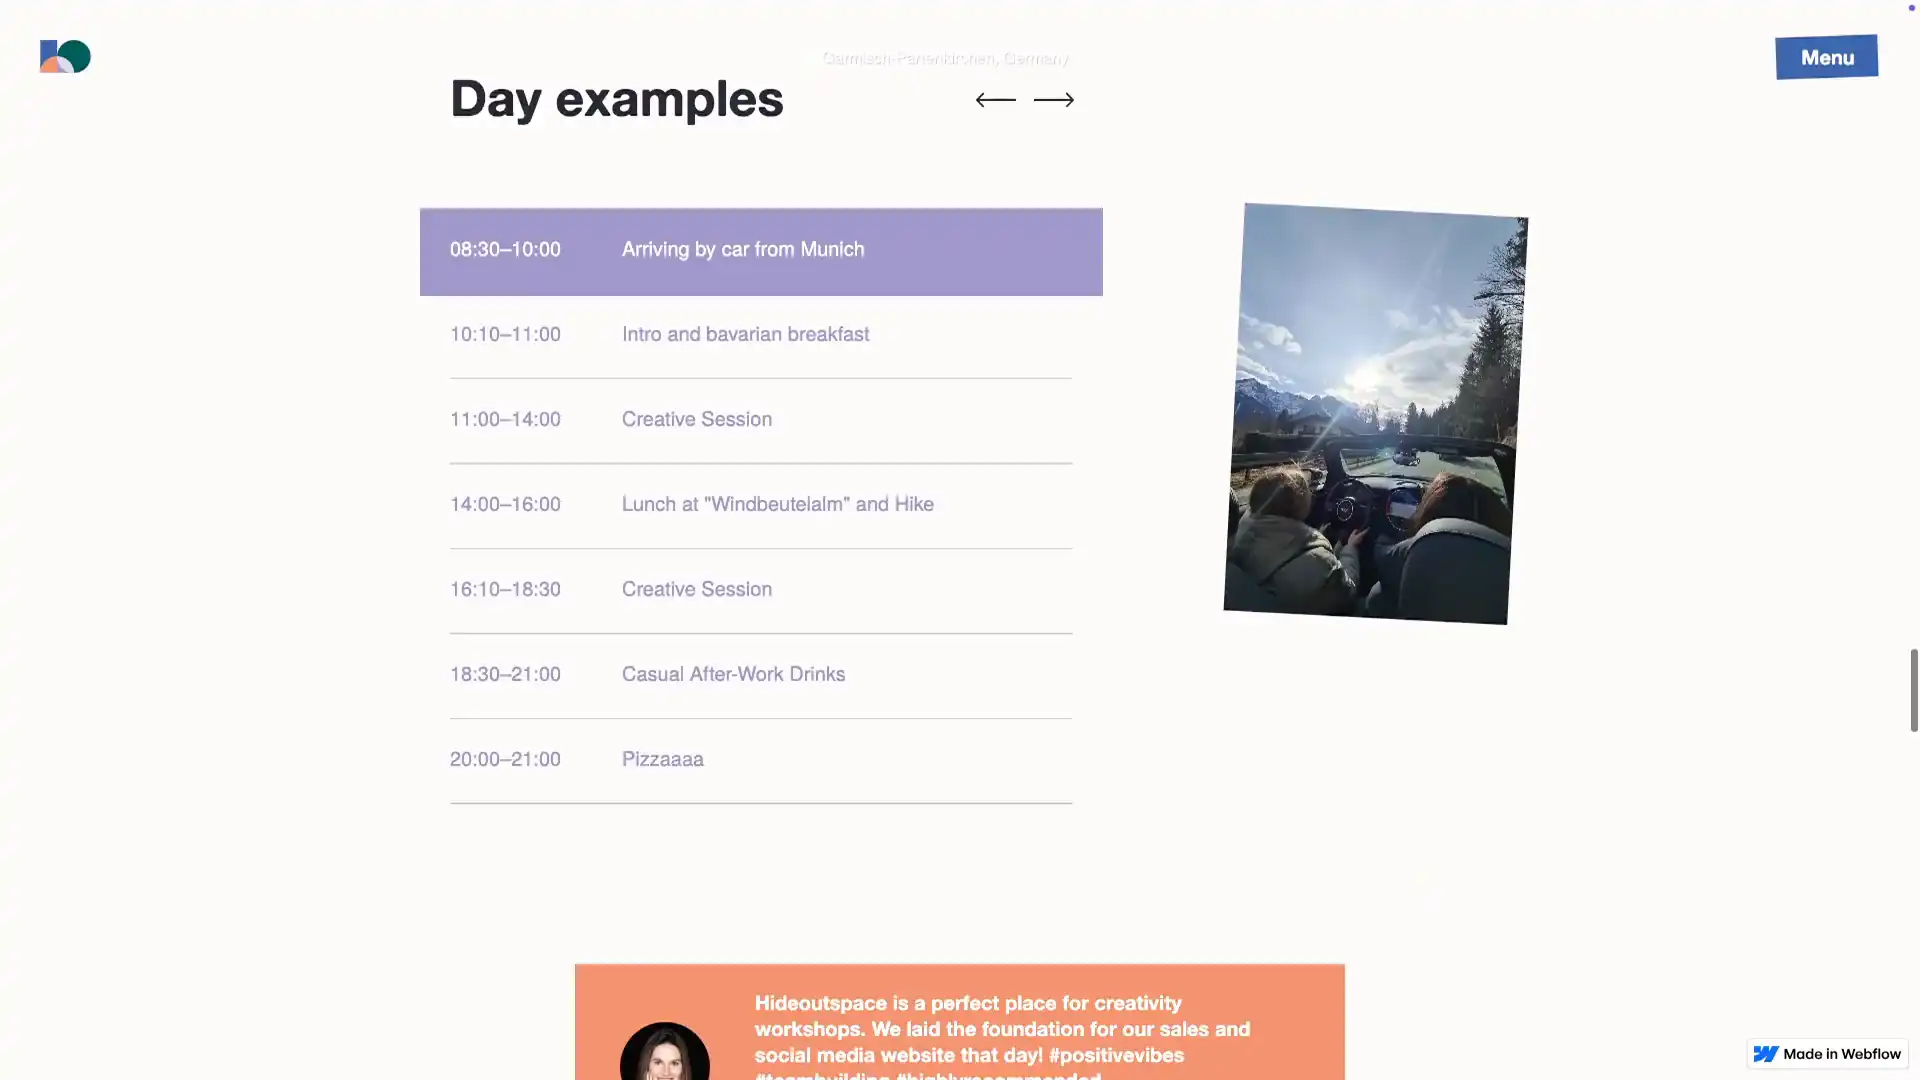 Garmisch-Partenkirchen, Germany
Menu
Day examples
08:30–10:00 Arriving by car from Munich
10:10–11:00 Intro and bavarian breakfast
11:00–14:00 Creative Session
14:00–16:00 Lunch at "Windbeutelalm" and Hike
16:10–18:30 Creative Session
18:30–21:00 Casual After-Work Drinks
20:00–21:00 Pizzaaaa
Hideoutspace is a perfect place for creativity
workshops. We laid the foundation for our sales and
social media website that day! #positivevibes
#teambuilding #highlyrecommended
Made in Webflow